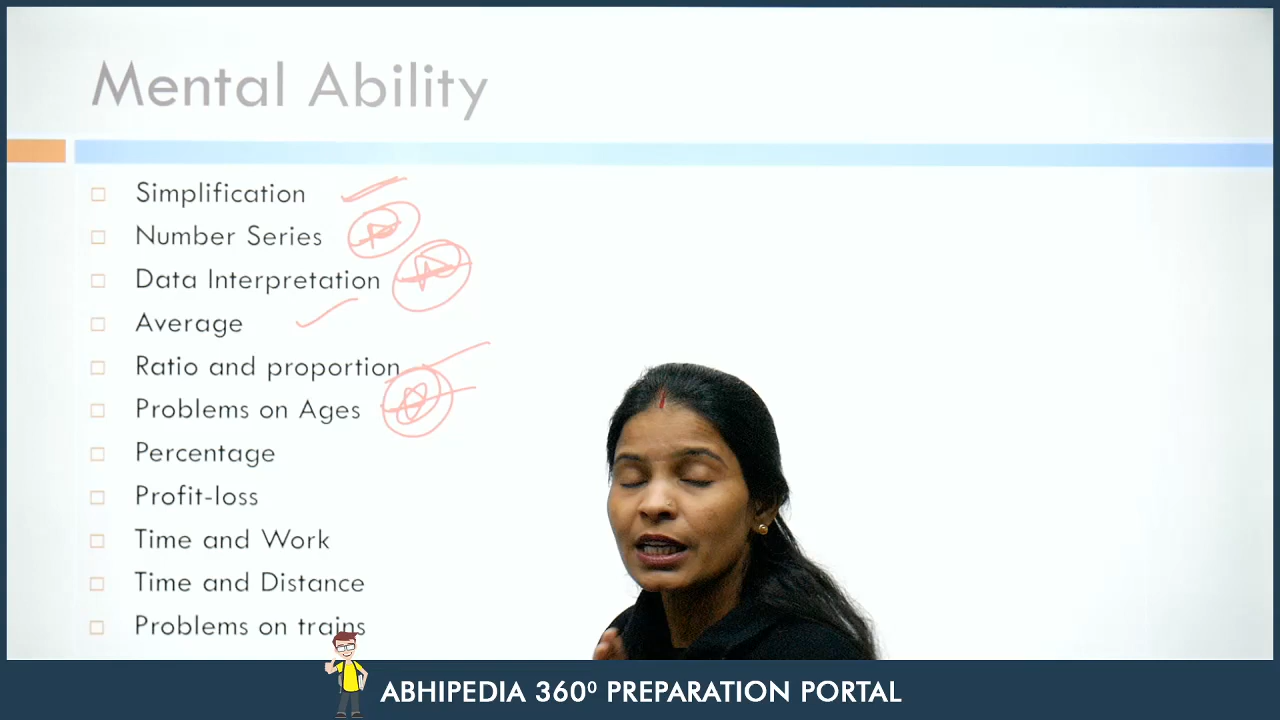 Mental Ability
Simplification
Number Series
Data Interpretation
Average
Ratio and proportion
Problems on Ages
Percentage
Profit-loss
Time and Work
Time and Distance
Problems on trains
ABHIPEDIA 360⁰ PREPARATION PORTAL